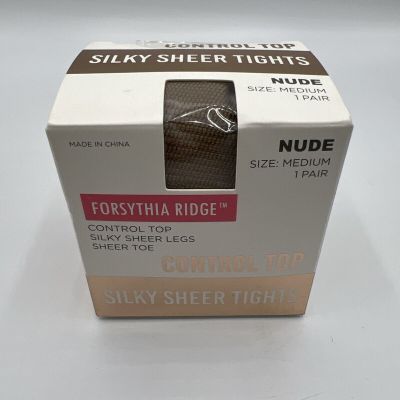 CONTROL TOP
SILKY SHEER TIGHTS
NUDE
SIZE: MEDIUM
1 PAIR
MADE IN CHINA
NUDE
SIZE: MEDIUM
1 PAIR
FORSYTHIA RIDGE™
CONTROL TOP
SILKY SHEER LEGS
SHEER TOE
CONTROL TOP
SILKY SHEER TIGHTS